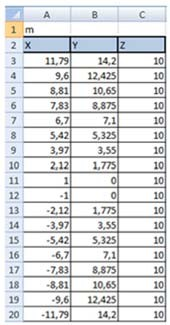 A B C
1 m
2 X Y Z
3 11,79 14,2 10
4 9,6 12,425 10
5 8,81 10,65 10
6 7,83 8,875 10
7 6,7 7,1 10
8 5,42 5,325 10
9 3,97 3,55 10
10 2,12 1,775 10
11 1 0 10
12 -1 0 10
13 -2,12 1,775 10
14 -3,97 3,55 10
15 -5,42 5,325 10
16 -6,7 7,1 10
17 -7,83 8,875 10
18 -8,81 10,65 10
19 -9,6 12,425 10
20 -11,79 14,2 10